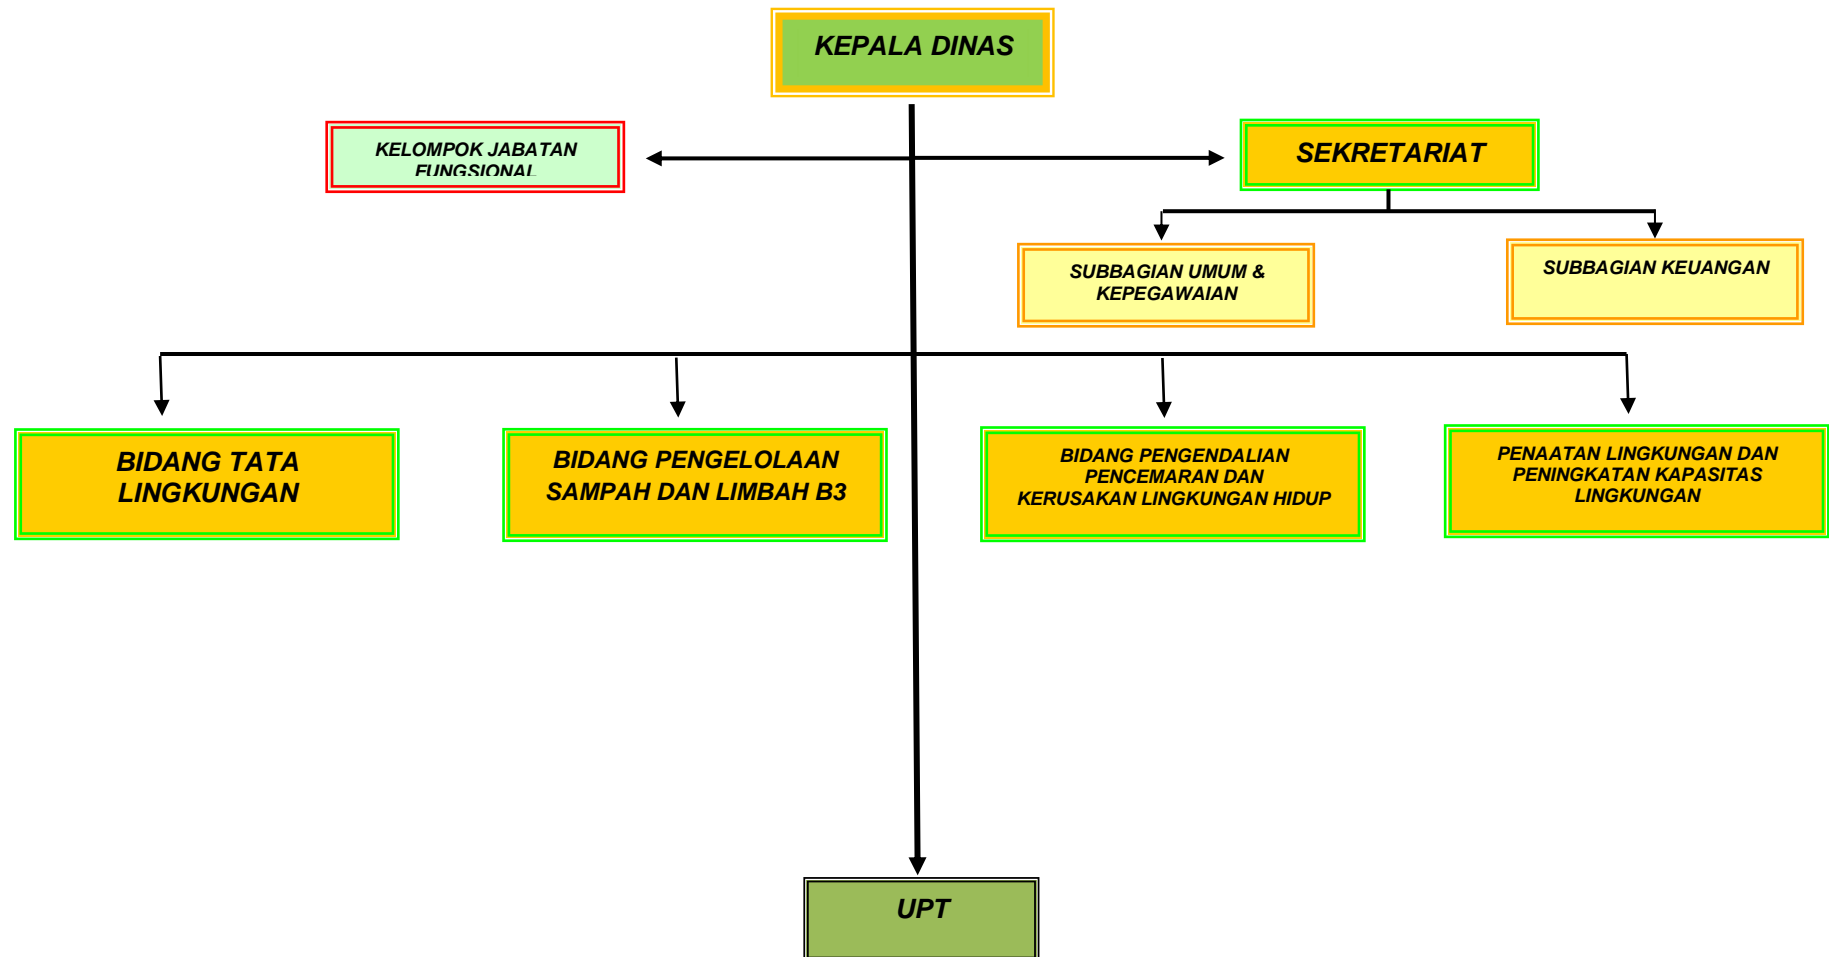 KEPALA DINAS
KELOMPOK JABATAN
FUNGSIONAL
SEKRETARIAT
SUBBAGIAN UMUM &
KEPEGAWAIAN
SUBBAGIAN KEUANGAN
BIDANG TATA
LINGKUNGAN
BIDANG PENGELOLAAN
SAMPAH DAN LIMBAH B3
BIDANG PENGENDALIAN
PENCEMARAN DAN
KERUSAKAN LINGKUNGAN HIDUP
PENAATAN LINGKUNGAN DAN
PENINGKATAN KAPASITAS
LINGKUNGAN
UPT